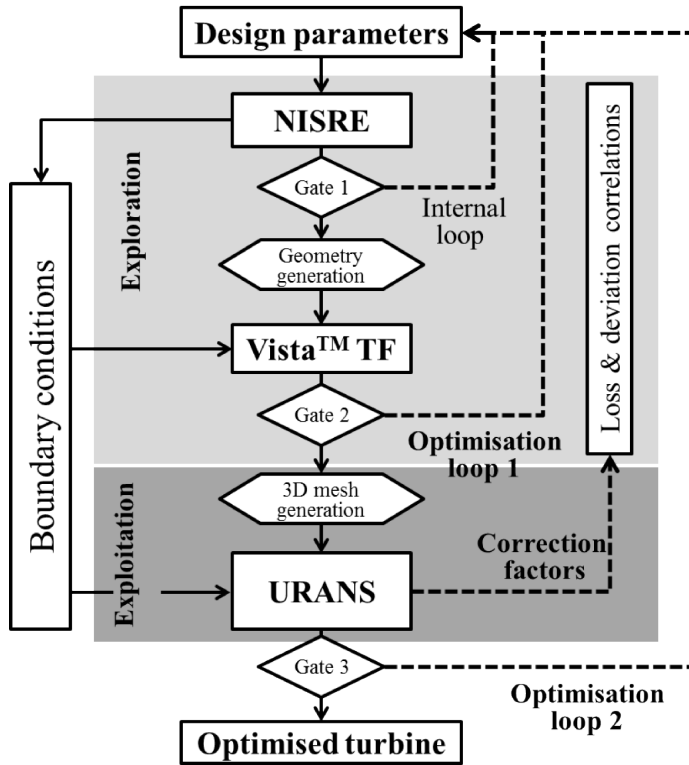 Design parameters
NISRE
Gate 1
Internal
loop
Exploration
Geometry
generation
Boundary conditions
Loss & deviation correlations
Vista™ TF
Gate 2
Optimisation
loop 1
3D mesh
generation
Exploitation
Correction
factors
URANS
Gate 3
Optimisation
loop 2
Optimised turbine